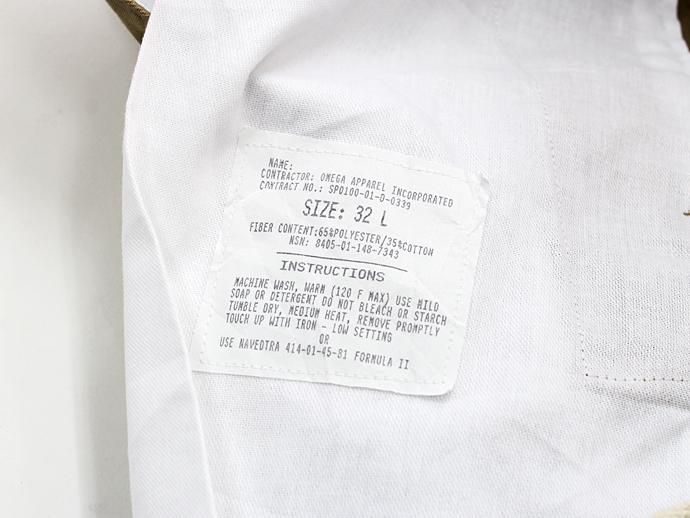 NAME:
CONTRACTOR: OMEGA APPAREL INCORPORATED
CONTRACT NO.: SPO100-01-D-0339
SIZE: 32 L
FIBER CONTENT:65%POLYESTER/35%COTTON
NSN: 8405-01-148-7343
INSTRUCTIONS
MACHINE WASH, WARM (120 F MAX) USE MILD
SOAP OR DETERGENT DO NOT BLEACH OR STARCH
TUMBLE DRY, MEDIUM HEAT, REMOVE PROMPTLY
TOUCH UP WITH IRON - LOW SETTING
OR
USE NAVEDTRA 414-01-45-81 FORMULA II